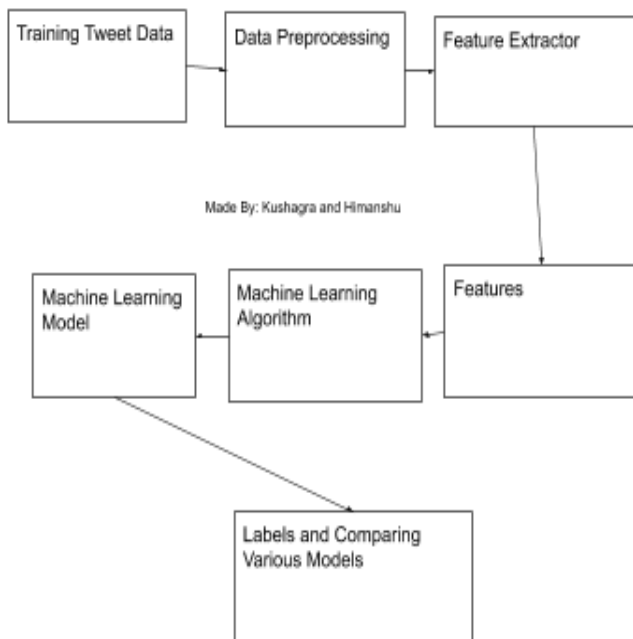 Training Tweet Data
Data Preprocessing
Feature Extractor
Made By: Kushagra and Himanshu
Machine Learning
Model
Machine Learning
Algorithm
Features
Labels and Comparing
Various Models